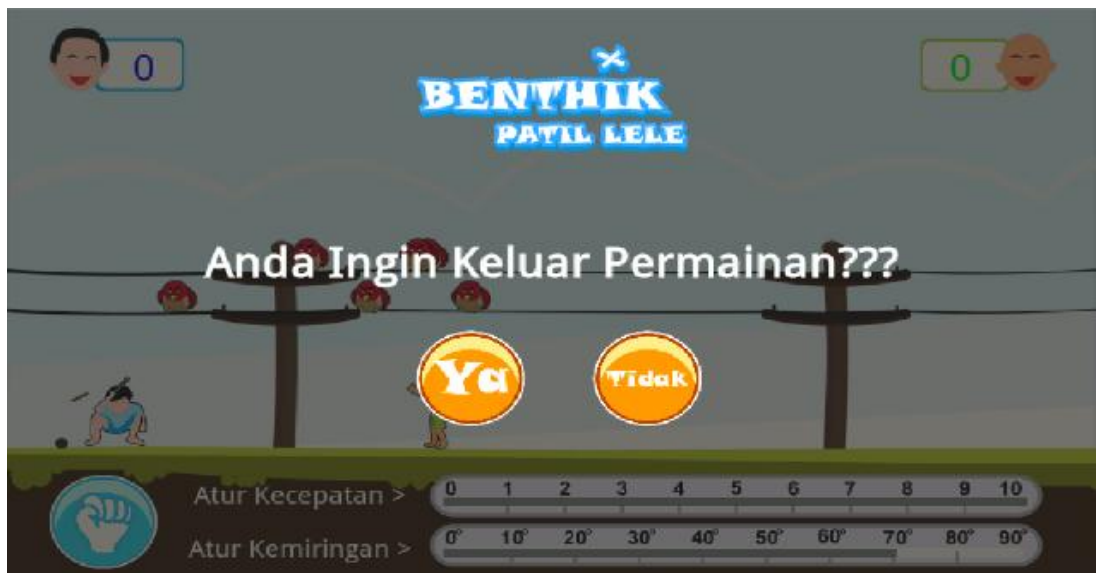 0
0
BENTHIK
PATIL LELE
Anda Ingin Keluar Permainan???
Ya
Tidak
Atur Kecepatan >
0 1 2 3 4 5 6 7 8 9 10
Atur Kemiringan >
0° 10° 20° 30° 40° 50° 60° 70° 80° 90°